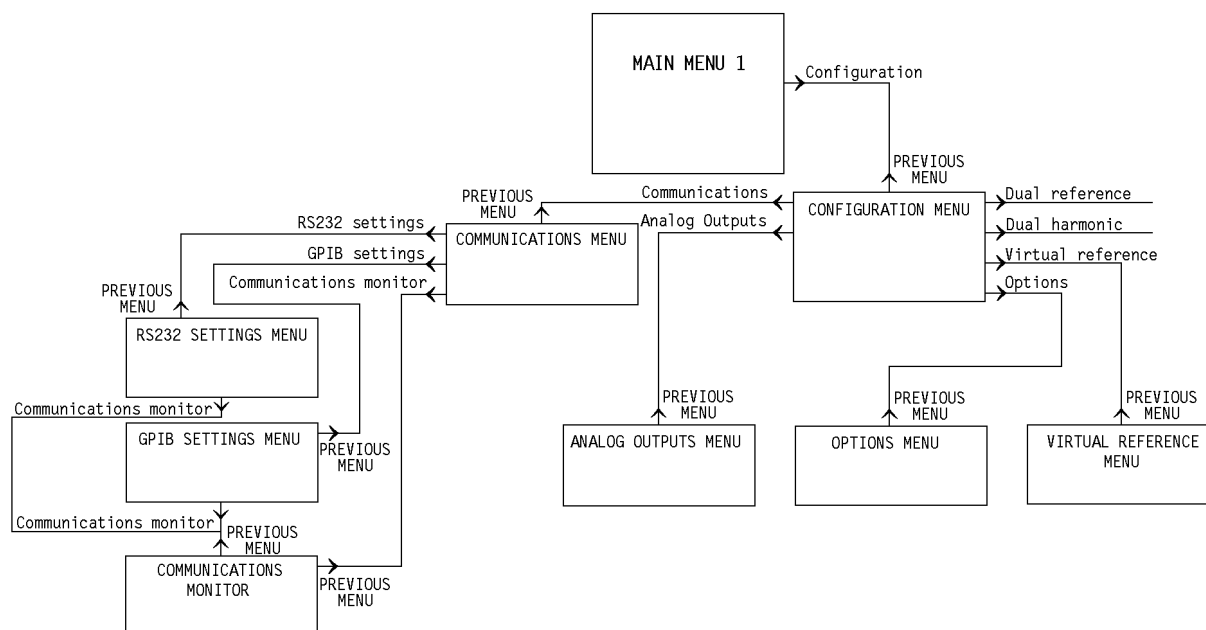 MAIN MENU 1
Configuration
PREVIOUS
MENU
CONFIGURATION MENU
Communications
Analog Outputs
Dual reference
Dual harmonic
Virtual reference
Options
PREVIOUS
MENU
COMMUNICATIONS MENU
RS232 settings
GPIB settings
Communications monitor
PREVIOUS
MENU
RS232 SETTINGS MENU
Communications monitor
GPIB SETTINGS MENU
PREVIOUS
MENU
Communications monitor
PREVIOUS
MENU
COMMUNICATIONS
MONITOR
PREVIOUS
MENU
PREVIOUS
MENU
ANALOG OUTPUTS MENU
PREVIOUS
MENU
OPTIONS MENU
PREVIOUS
MENU
VIRTUAL REFERENCE
MENU